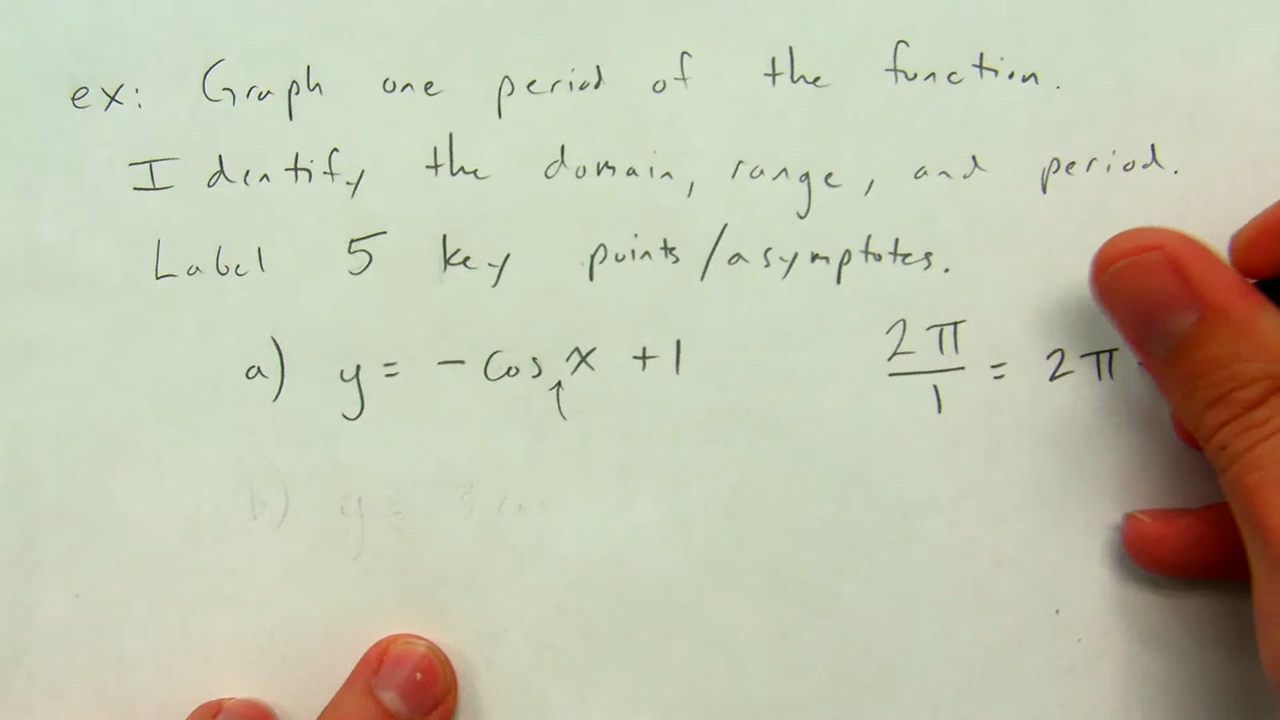 ex: Graph one period of the function.
Identify the domain, range, and period.
Label 5 key points/asymptotes.
a) y = - cos x + 1
2π/1 = 2π
b) y =